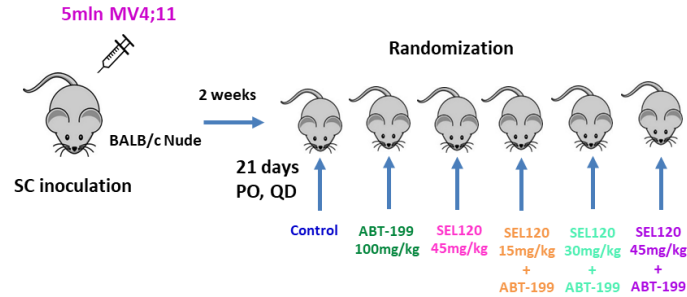 5mln MV4;11
Randomization
2 weeks
BALB/c Nude
SC inoculation
21 days
PO, QD
Control
ABT-199
100mg/kg
SEL120
45mg/kg
SEL120
15mg/kg
+
ABT-199
SEL120
30mg/kg
+
ABT-199
SEL120
45mg/kg
+
ABT-199